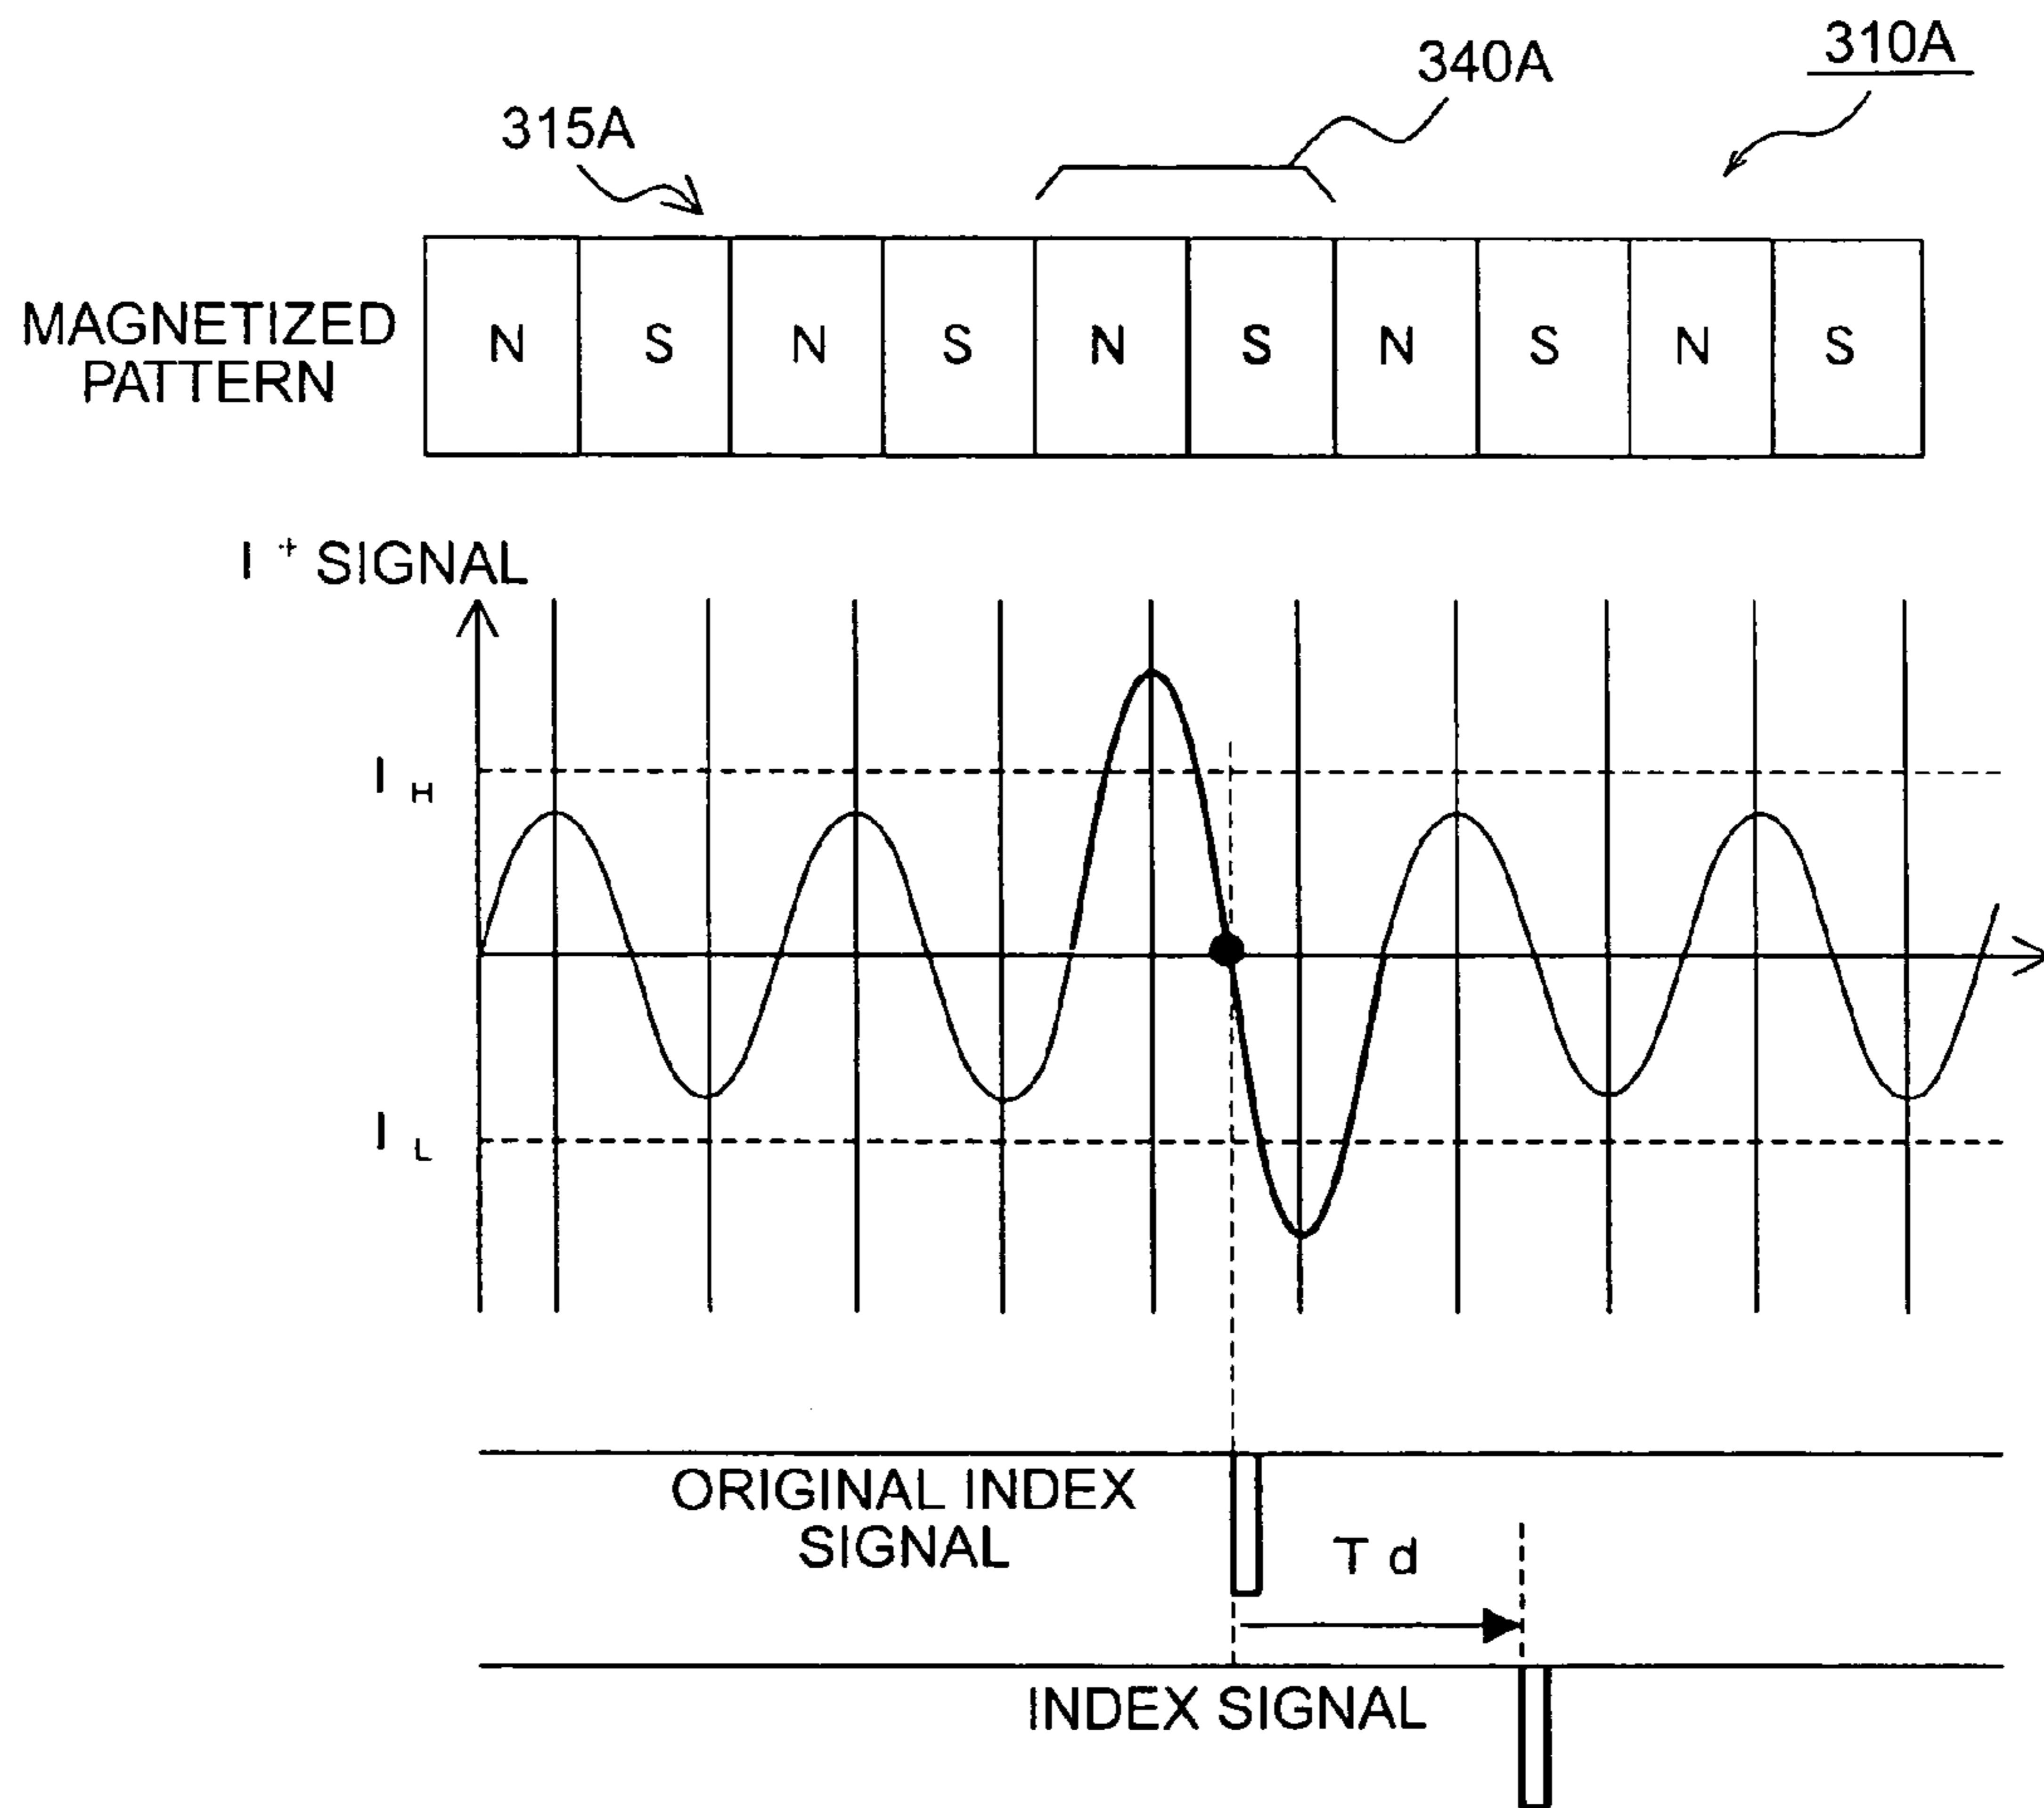 310A
340A
315A
MAGNETIZED
PATTERN
N S N S N S N S N S
I + SIGNAL
I H
I L
ORIGINAL INDEX
SIGNAL
T d
INDEX SIGNAL